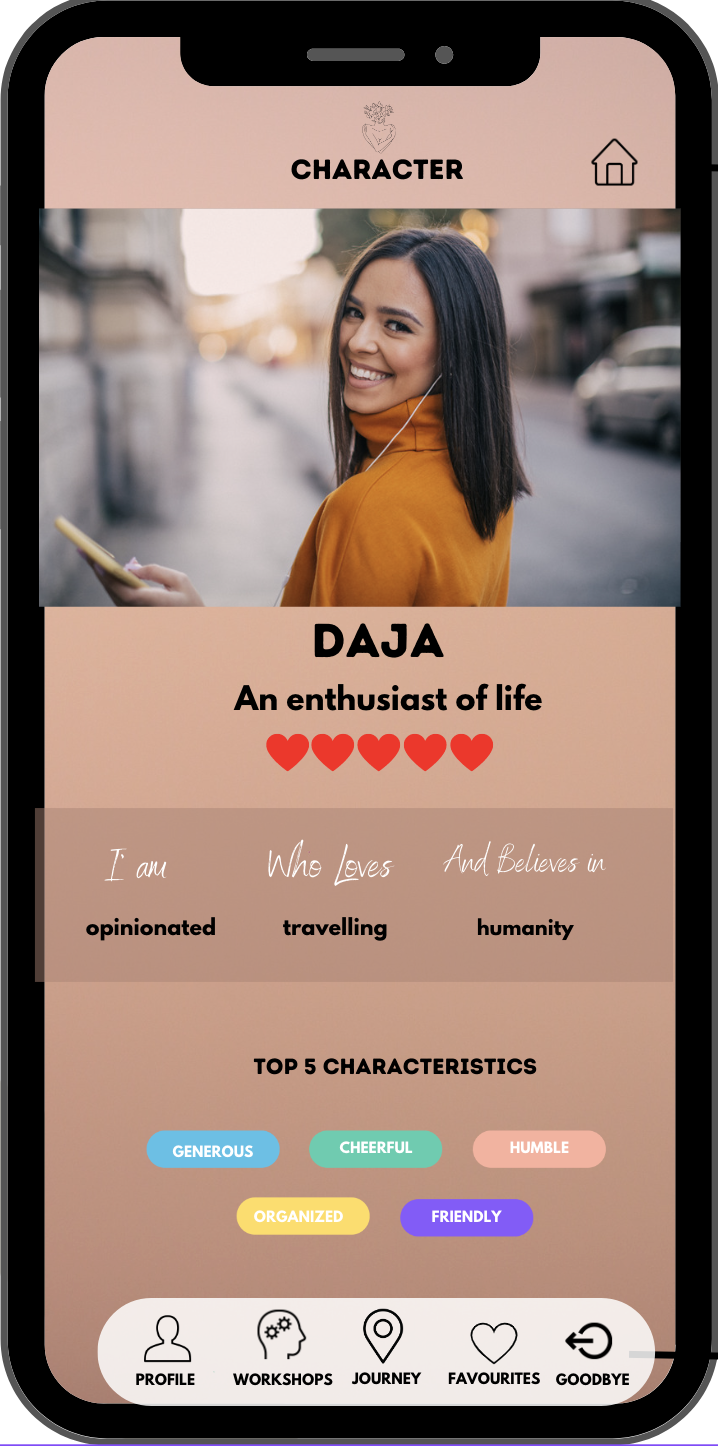 CHARACTER
DAJA
An enthusiast of life
I am Who Loves And Believes in
opinionated travelling humanity
TOP 5 CHARACTERISTICS
GENEROUS CHEERFUL HUMBLE
ORGANIZED FRIENDLY
PROFILE WORKSHOPS JOURNEY FAVOURITES GOODBYE